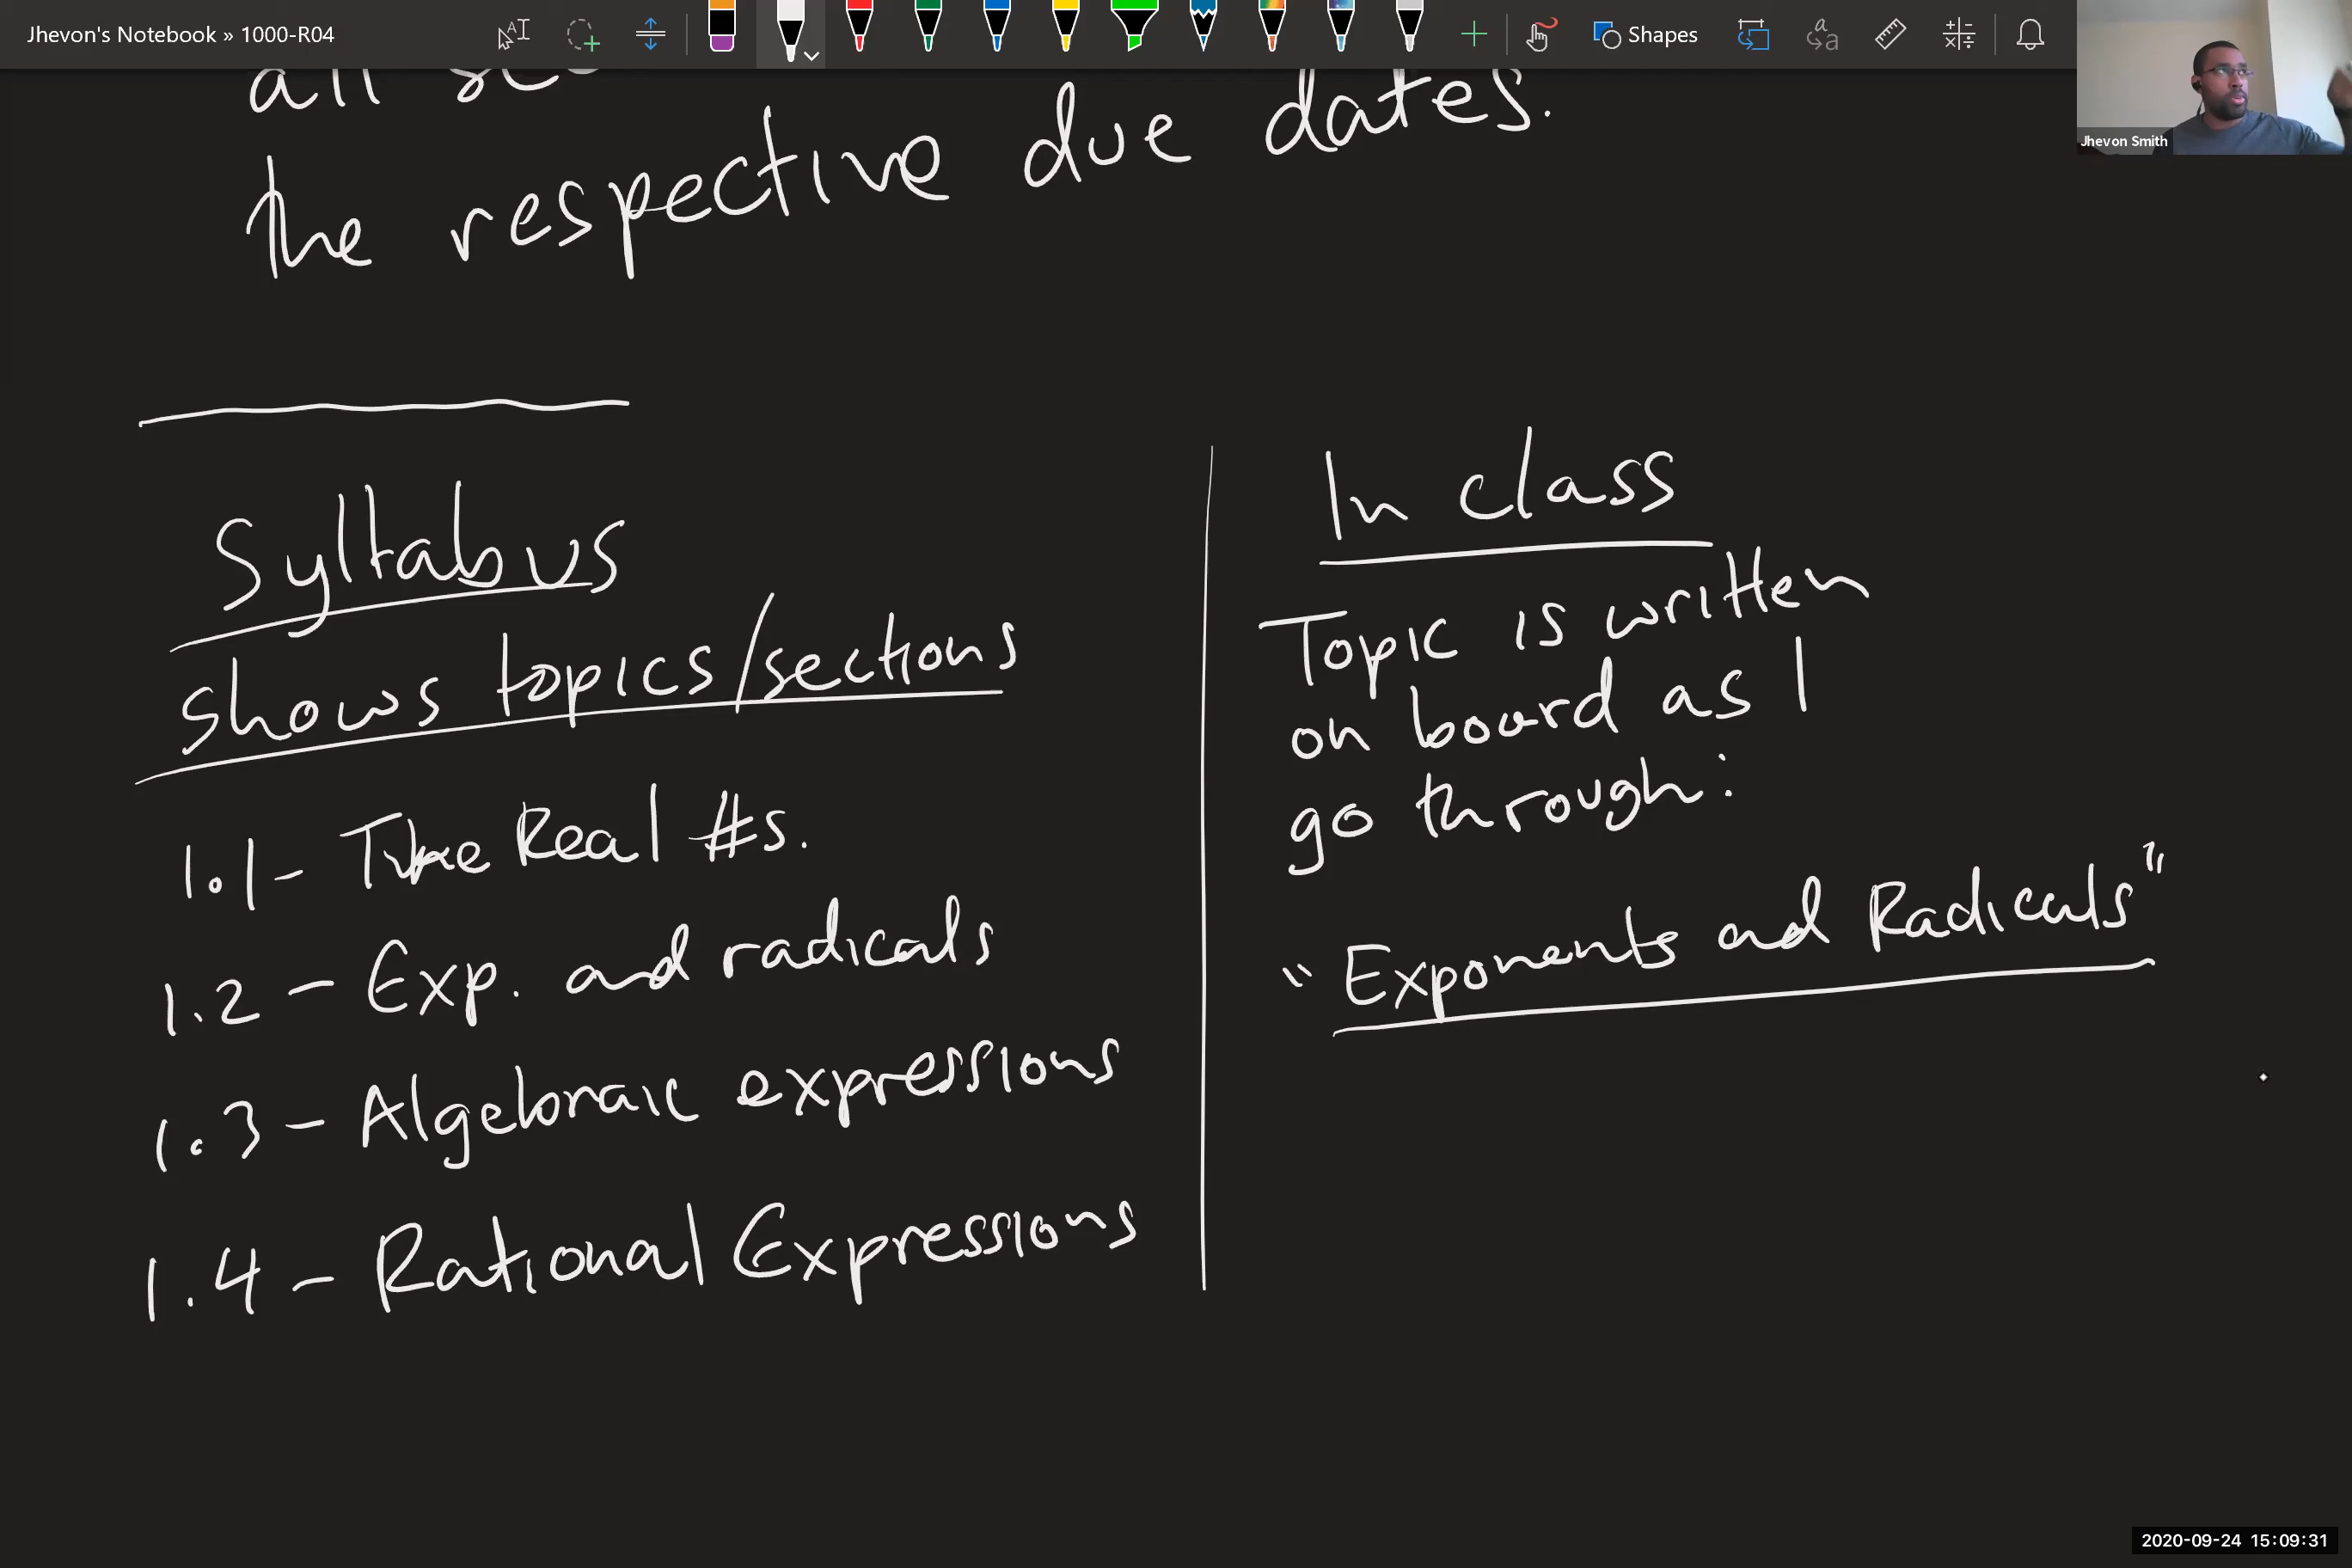 Jhevon's Notebook » 1000-R04
Shapes
Jhevon Smith
all
the respective due dates.
Syllabus
shows topics/sections
1.1 - The Real #s.
1.2 - Exp. and radicals
1.3 - Algebraic expressions
1.4 - Rational Expressions
In class
Topic is written
on board as I
go through:
"Exponents and Radicals"
2020-09-24 15:09:31